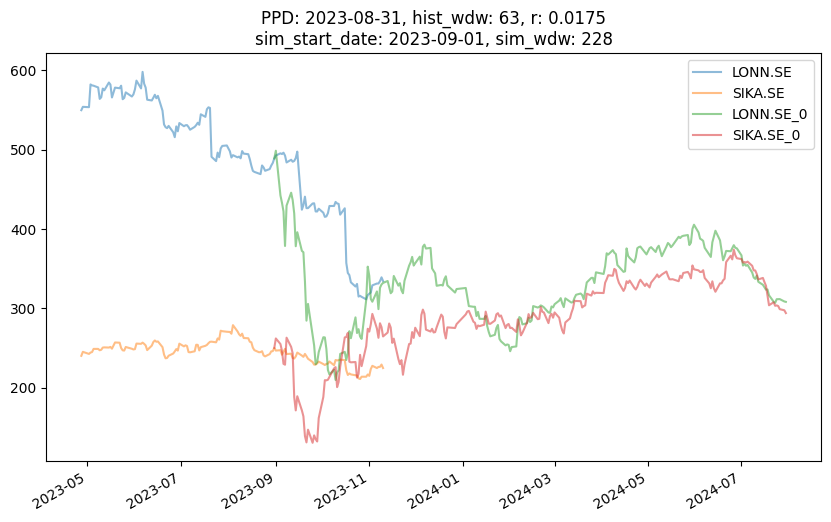 PPD: 2023-08-31, hist_wdw: 63, r: 0.0175
sim_start_date: 2023-09-01, sim_wdw: 228
LONN.SE
SIKA.SE
LONN.SE_0
SIKA.SE_0
600
500
400
300
200
2023-05
2023-07
2023-09
2023-11
2024-01
2024-03
2024-05
2024-07